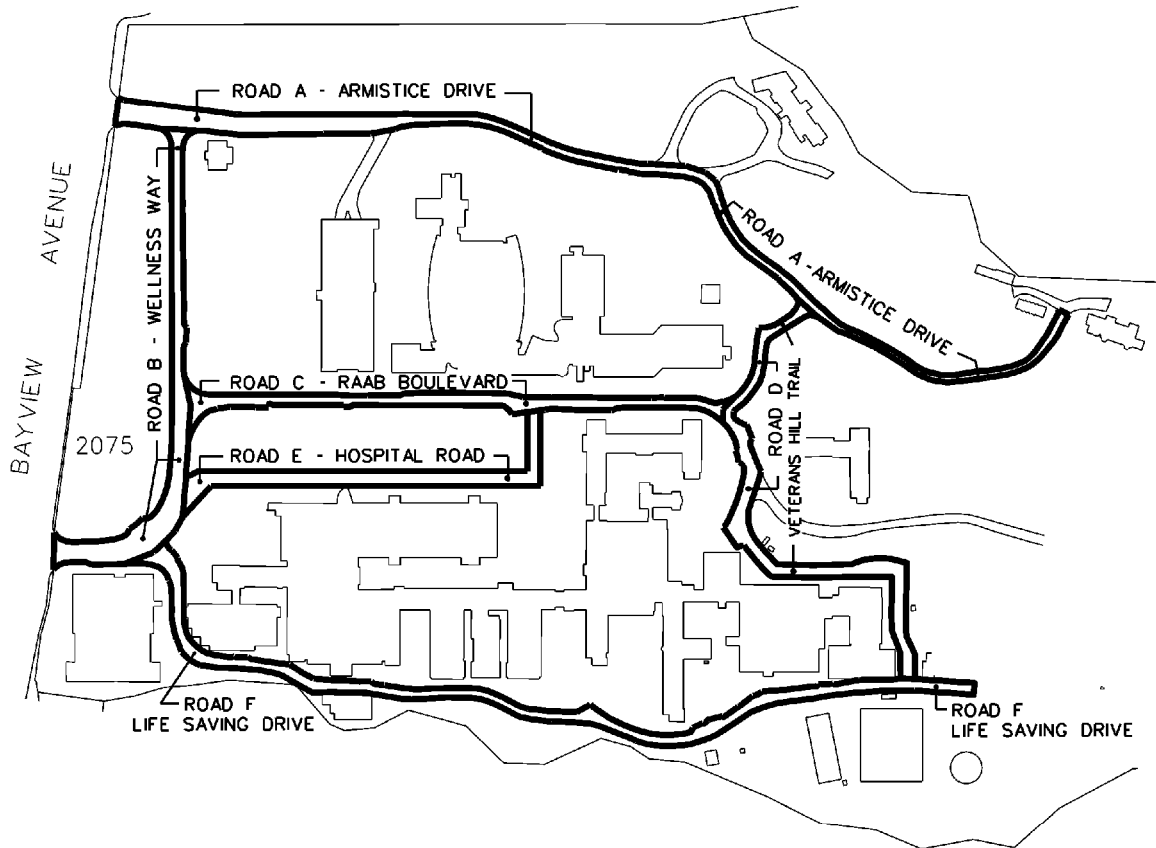 ROAD A - ARMISTICE DRIVE
BAYVIEW AVENUE
ROAD B - WELLNESS WAY
ROAD A - ARMISTICE DRIVE
ROAD C - RAAB BOULEVARD
ROAD D
VETERANS HILL TRAIL
2075
ROAD E - HOSPITAL ROAD
ROAD F
LIFE SAVING DRIVE
ROAD F
LIFE SAVING DRIVE